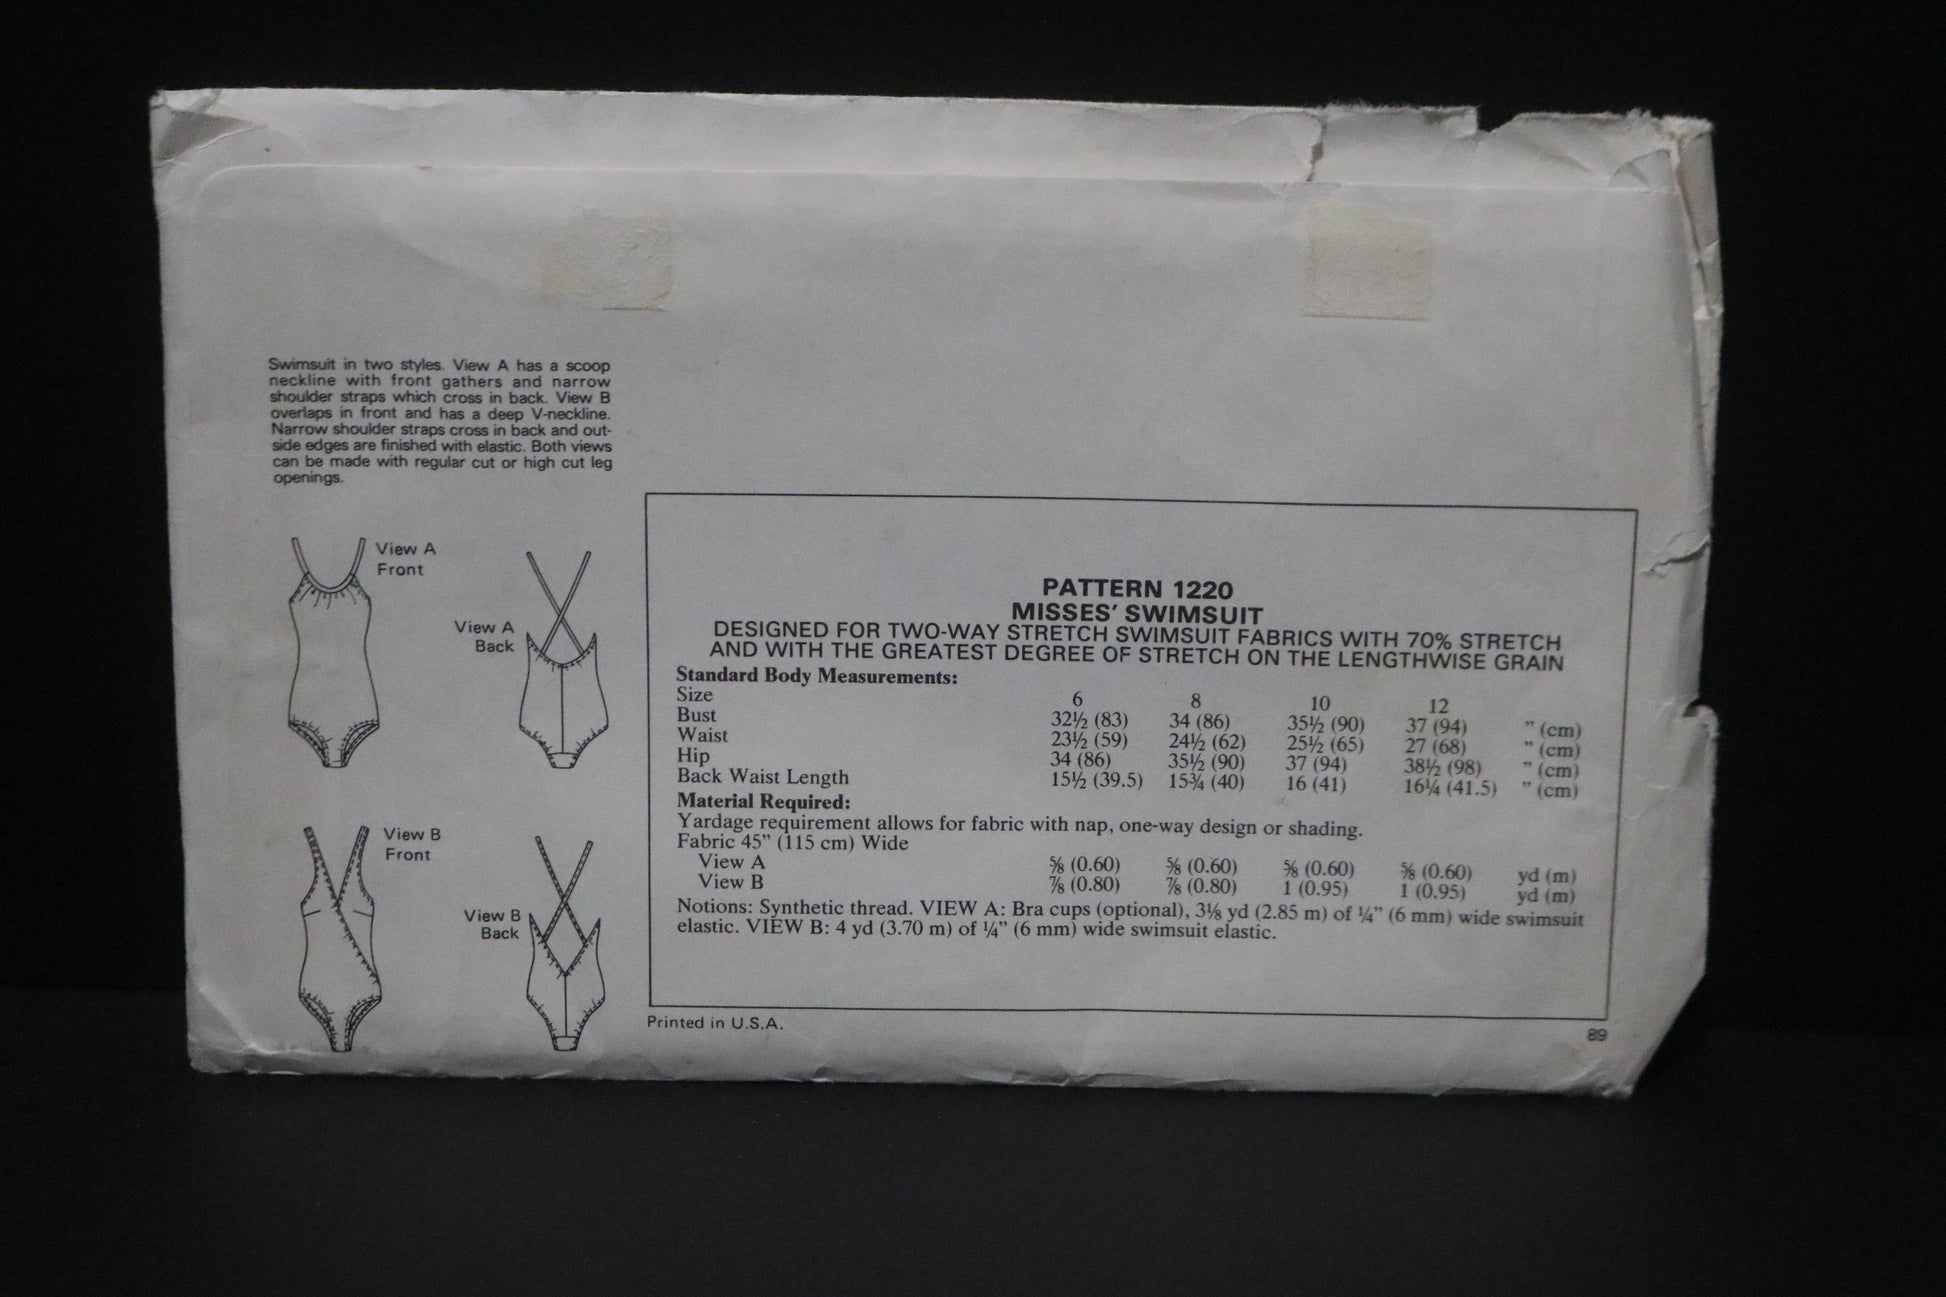 Swimsuit in two styles. View A has a scoop
neckline with front gathers and narrow
shoulder straps which cross in back. View B
overlaps in front and has a deep V-neckline.
Narrow shoulder straps cross in back and out-
side edges are finished with elastic. Both views
can be made with regular cut or high cut leg
openings.
View A
Front
View A
Back
View B
Front
View B
Back
PATTERN 1220
MISSES' SWIMSUIT
DESIGNED FOR TWO-WAY STRETCH SWIMSUIT FABRICS WITH 70% STRETCH
AND WITH THE GREATEST DEGREE OF STRETCH ON THE LENGTHWISE GRAIN
Standard Body Measurements:
Size 6 8 10 12
Bust 32½ (83) 34 (86) 35½ (90) 37 (94) ” (cm)
Waist 23½ (59) 24½ (62) 25½ (65) 27 (68) ” (cm)
Hip 34 (86) 35½ (90) 37 (94) 38½ (98) ” (cm)
Back Waist Length 15½ (39.5) 15¾ (40) 16 (41) 16¼ (41.5) ” (cm)
Material Required:
Yardage requirement allows for fabric with nap, one-way design or shading.
Fabric 45” (115 cm) Wide
View A ⅝ (0.60) ⅝ (0.60) ⅝ (0.60) ⅝ (0.60) yd (m)
View B ⅞ (0.80) ⅞ (0.80) 1 (0.95) 1 (0.95) yd (m)
Notions: Synthetic thread. VIEW A: Bra cups (optional), 3⅛ yd (2.85 m) of ¼” (6 mm) wide swimsuit
elastic. VIEW B: 4 yd (3.70 m) of ¼” (6 mm) wide swimsuit elastic.
Printed in U.S.A.
89